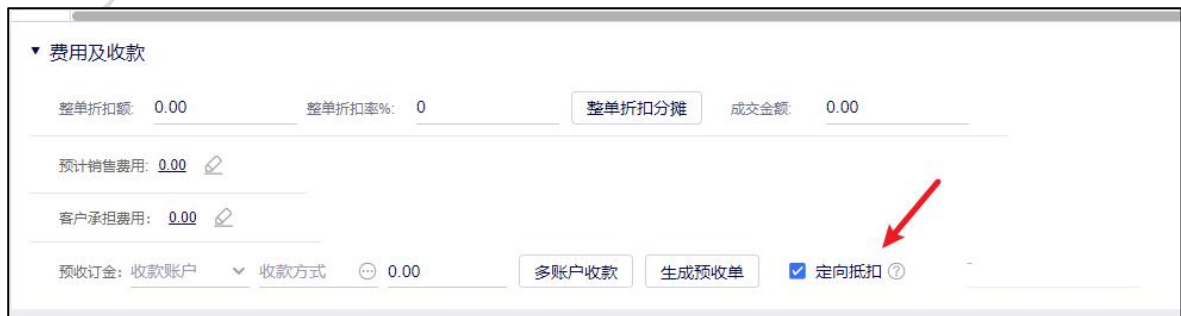 费用及收款
整单折扣额: 0.00 整单折扣率%: 0 整单折扣分摊 成交金额: 0.00
预计销售费用: 0.00
客户承担费用： 0.00
预收订金: 收款账户 收款方式 0.00 多账户收款 生成预收单 定向抵扣 -